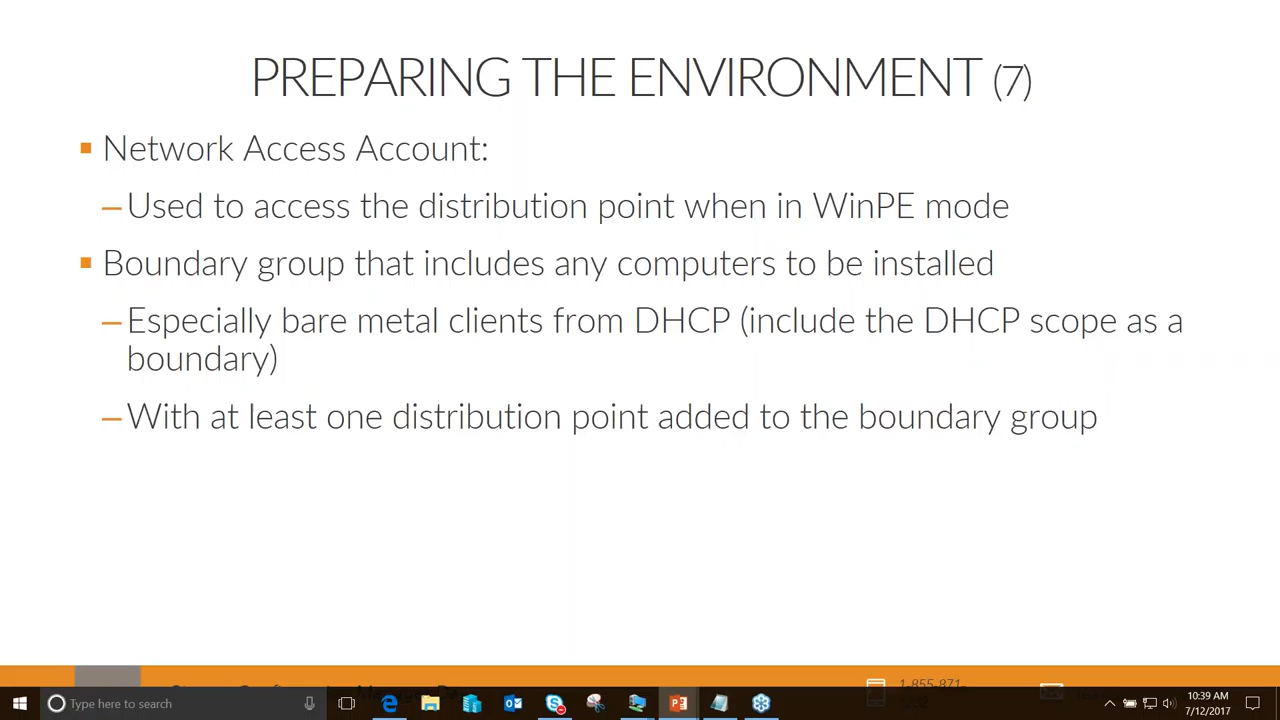 PREPARING THE ENVIRONMENT (7)
▪ Network Access Account:
– Used to access the distribution point when in WinPE mode
▪ Boundary group that includes any computers to be installed
– Especially bare metal clients from DHCP (include the DHCP scope as a
boundary)
– With at least one distribution point added to the boundary group
1-855-871-
Type here to search
10:39 AM
7/12/2017